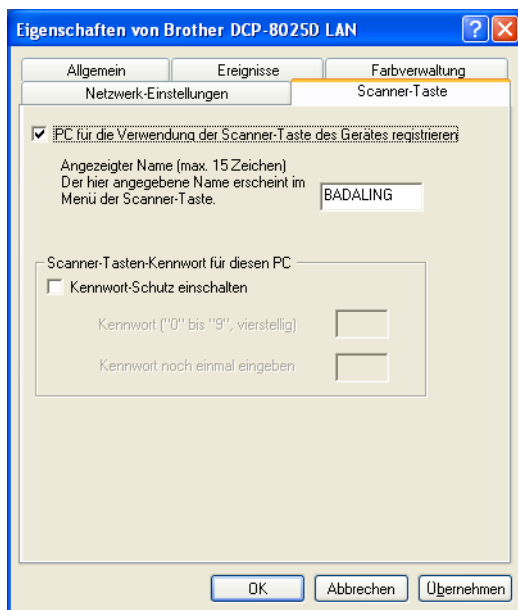 Eigenschaften von Brother DCP-8025D LAN
Allgemein
Ereignisse
Farbverwaltung
Netzwerk-Einstellungen
Scanner-Taste
PC für die Verwendung der Scanner-Taste des Gerätes registrieren
Angezeigter Name (max. 15 Zeichen)
Der hier angegebene Name erscheint im
Menü der Scanner-Taste.
BADALING
Scanner-Tasten-Kennwort für diesen PC
Kennwort-Schutz einschalten
Kennwort ("0" bis "9", vierstellig)
Kennwort noch einmal eingeben
OK
Abbrechen
Übernehmen